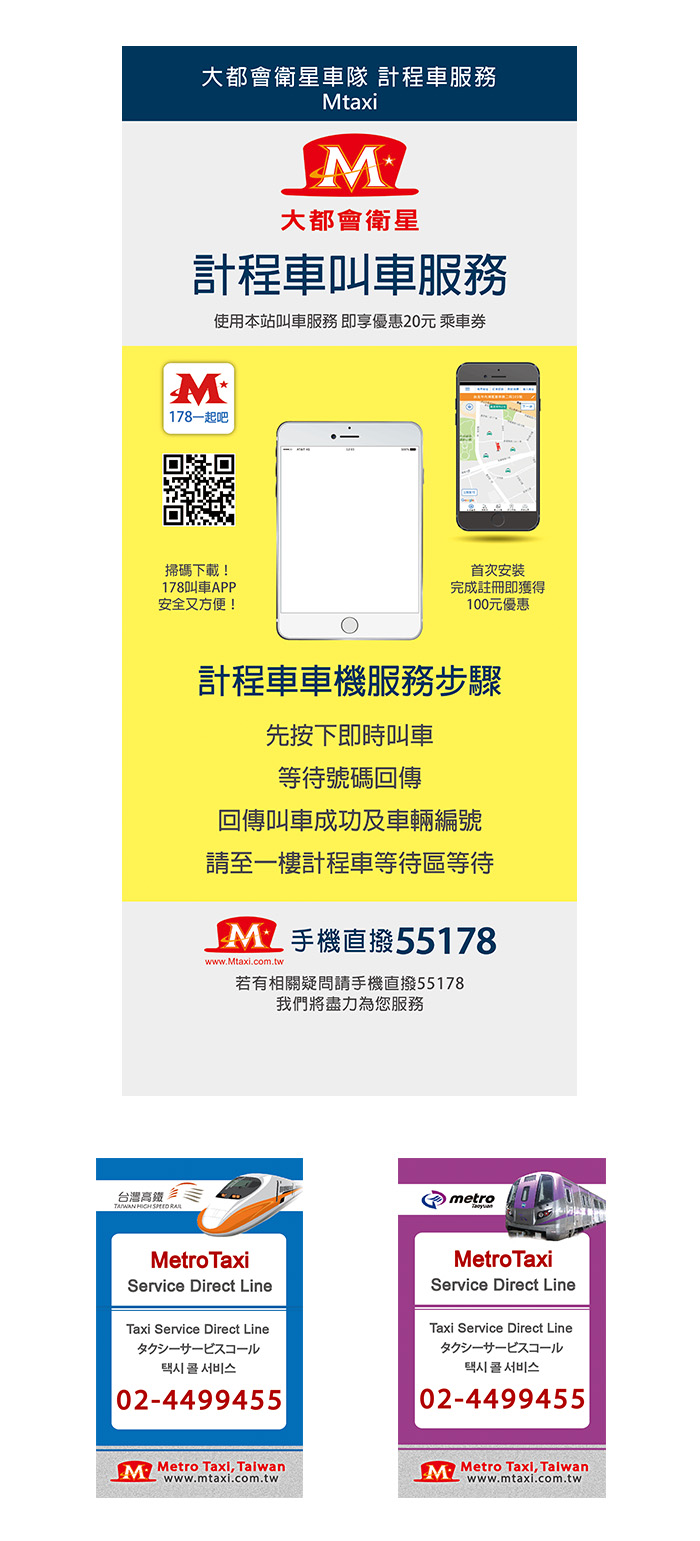 大都會衛星車隊 計程車服務
Mtaxi
M
大都會衛星
計程車叫車服務
使用本站叫車服務 即享優惠20元 乘車券
M
178一起吧
掃碼下載！
178叫車APP
安全又方便！
首次安裝
完成註冊即獲得
100元優惠
計程車車機服務步驟
先按下即時叫車
等待號碼回傳
回傳叫車成功及車輛編號
請至一樓計程車等待區等待
M
www.Mtaxi.com.tw
手機直撥55178
若有相關疑問請手機直撥55178
我們將盡力為您服務
台灣高鐵
TAIWAN HIGH SPEED RAIL
MetroTaxi
Service Direct Line
Taxi Service Direct Line
タクシーサービスコール
택시 콜 서비스
02-4499455
M
Metro Taxi, Taiwan
www.mtaxi.com.tw
metro
Taoyuan
MetroTaxi
Service Direct Line
Taxi Service Direct Line
タクシーサービスコール
택시 콜 서비스
02-4499455
M
Metro Taxi, Taiwan
www.mtaxi.com.tw